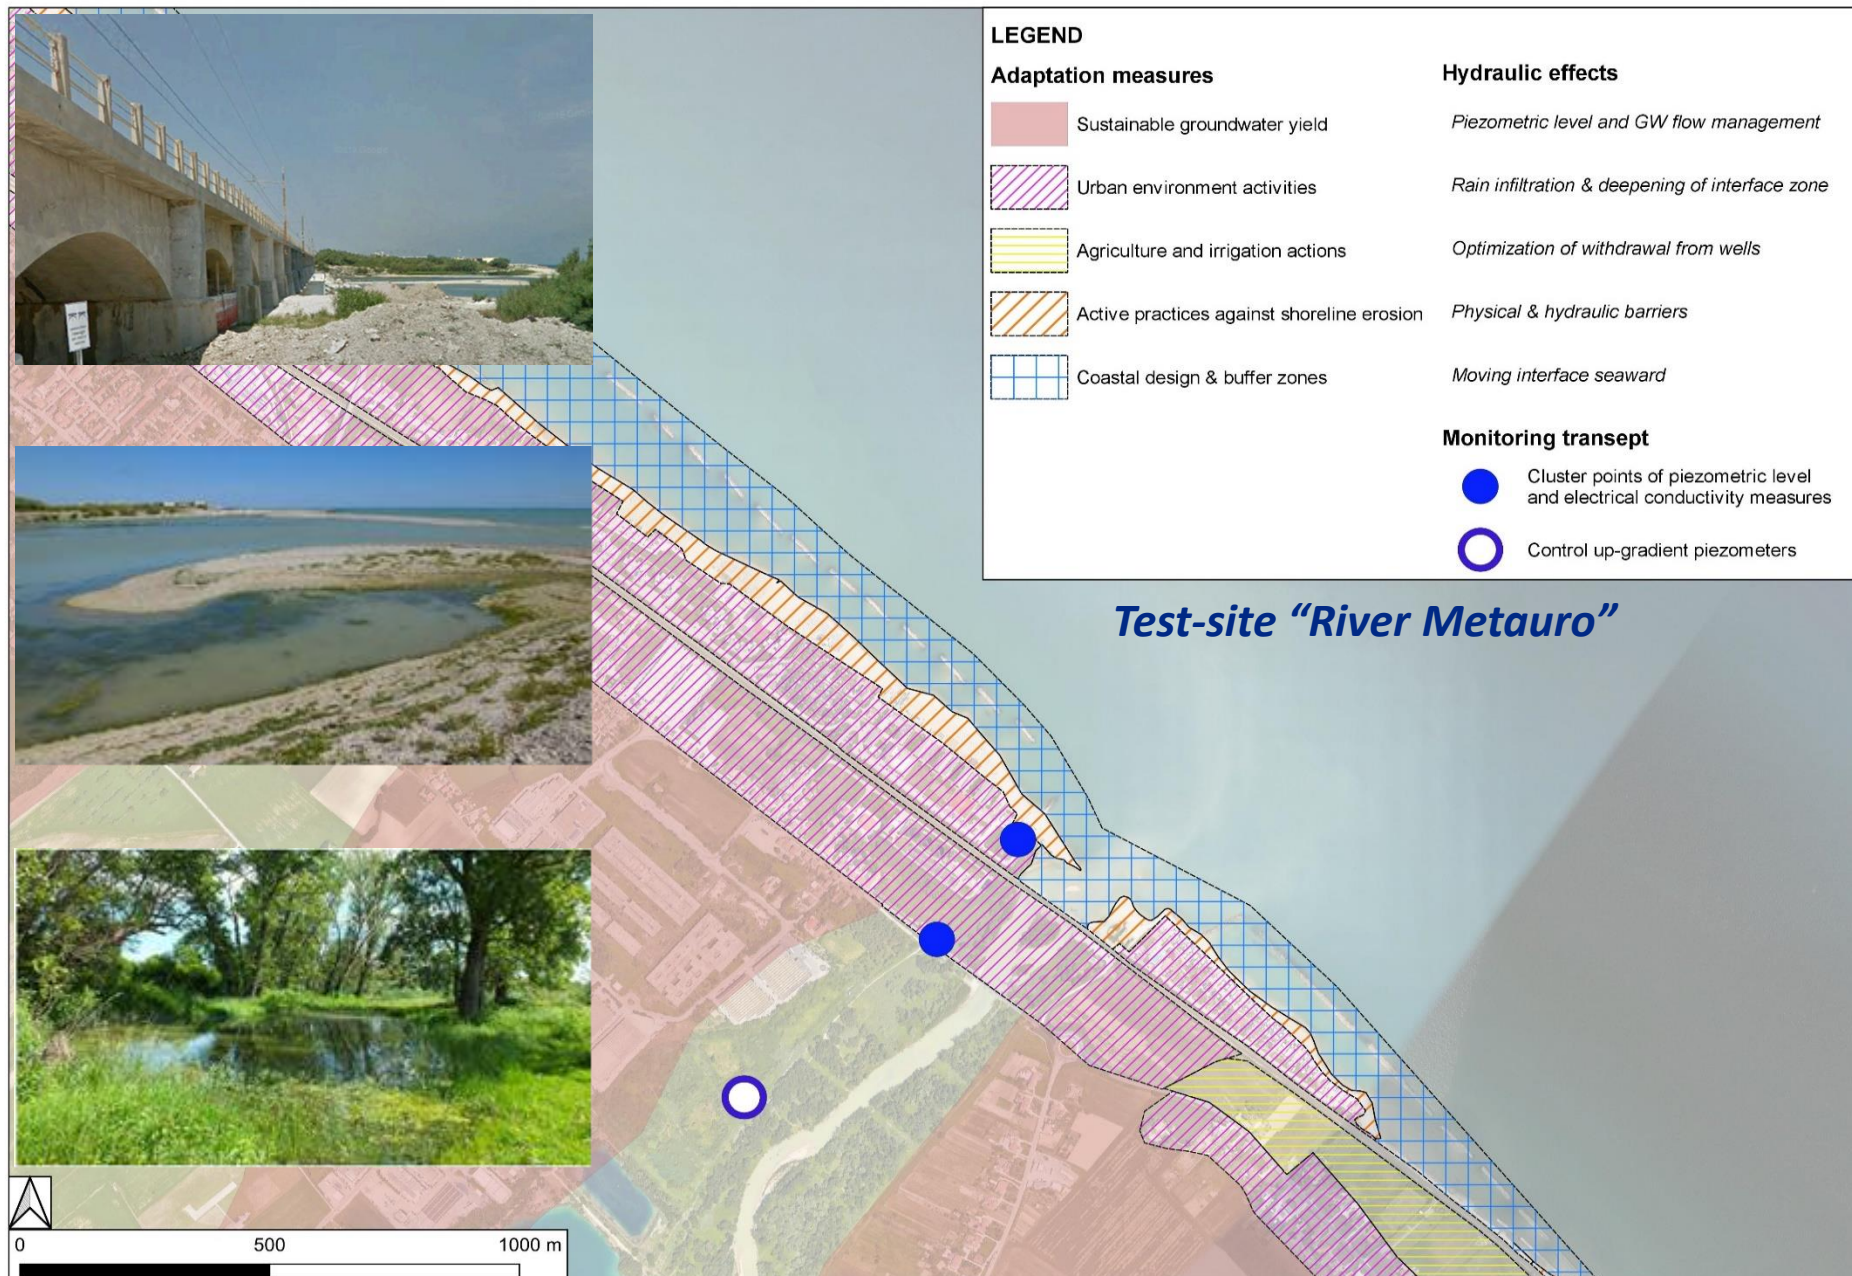 LEGEND
Adaptation measures
Sustainable groundwater yield
Urban environment activities
Agriculture and irrigation actions
Active practices against shoreline erosion
Coastal design & buffer zones
Hydraulic effects
Piezometric level and GW flow management
Rain infiltration & deepening of interface zone
Optimization of withdrawal from wells
Physical & hydraulic barriers
Moving interface seaward
Monitoring transept
Cluster points of piezometric level
and electrical conductivity measures
Control up-gradient piezometers
Test-site “River Metauro”
0 500 1000 m